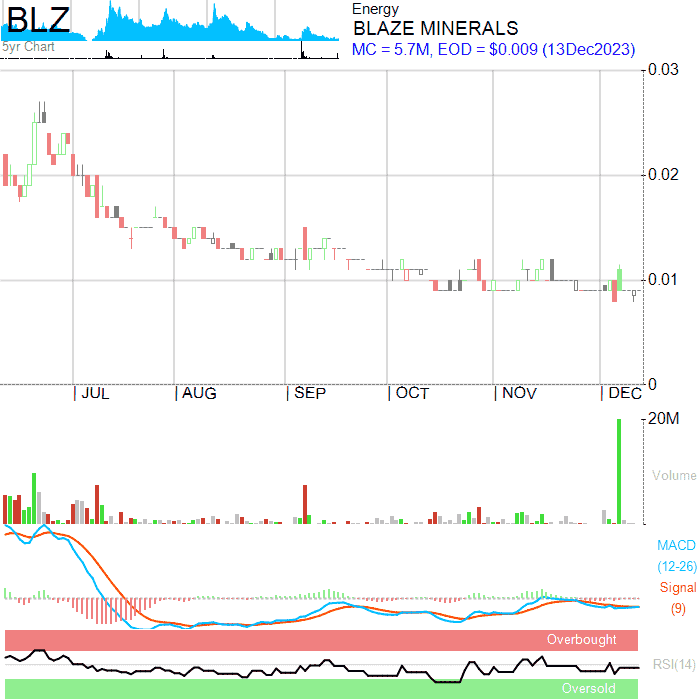 BLZ
5yr Chart
Energy
BLAZE MINERALS
MC = 5.7M, EOD = $0.009 (13Dec2023)
0.03
0.02
0.01
0
JUL AUG SEP OCT NOV DEC
20M
Volume
MACD
(12-26)
Signal
(9)
Overbought
RSI(14)
Oversold